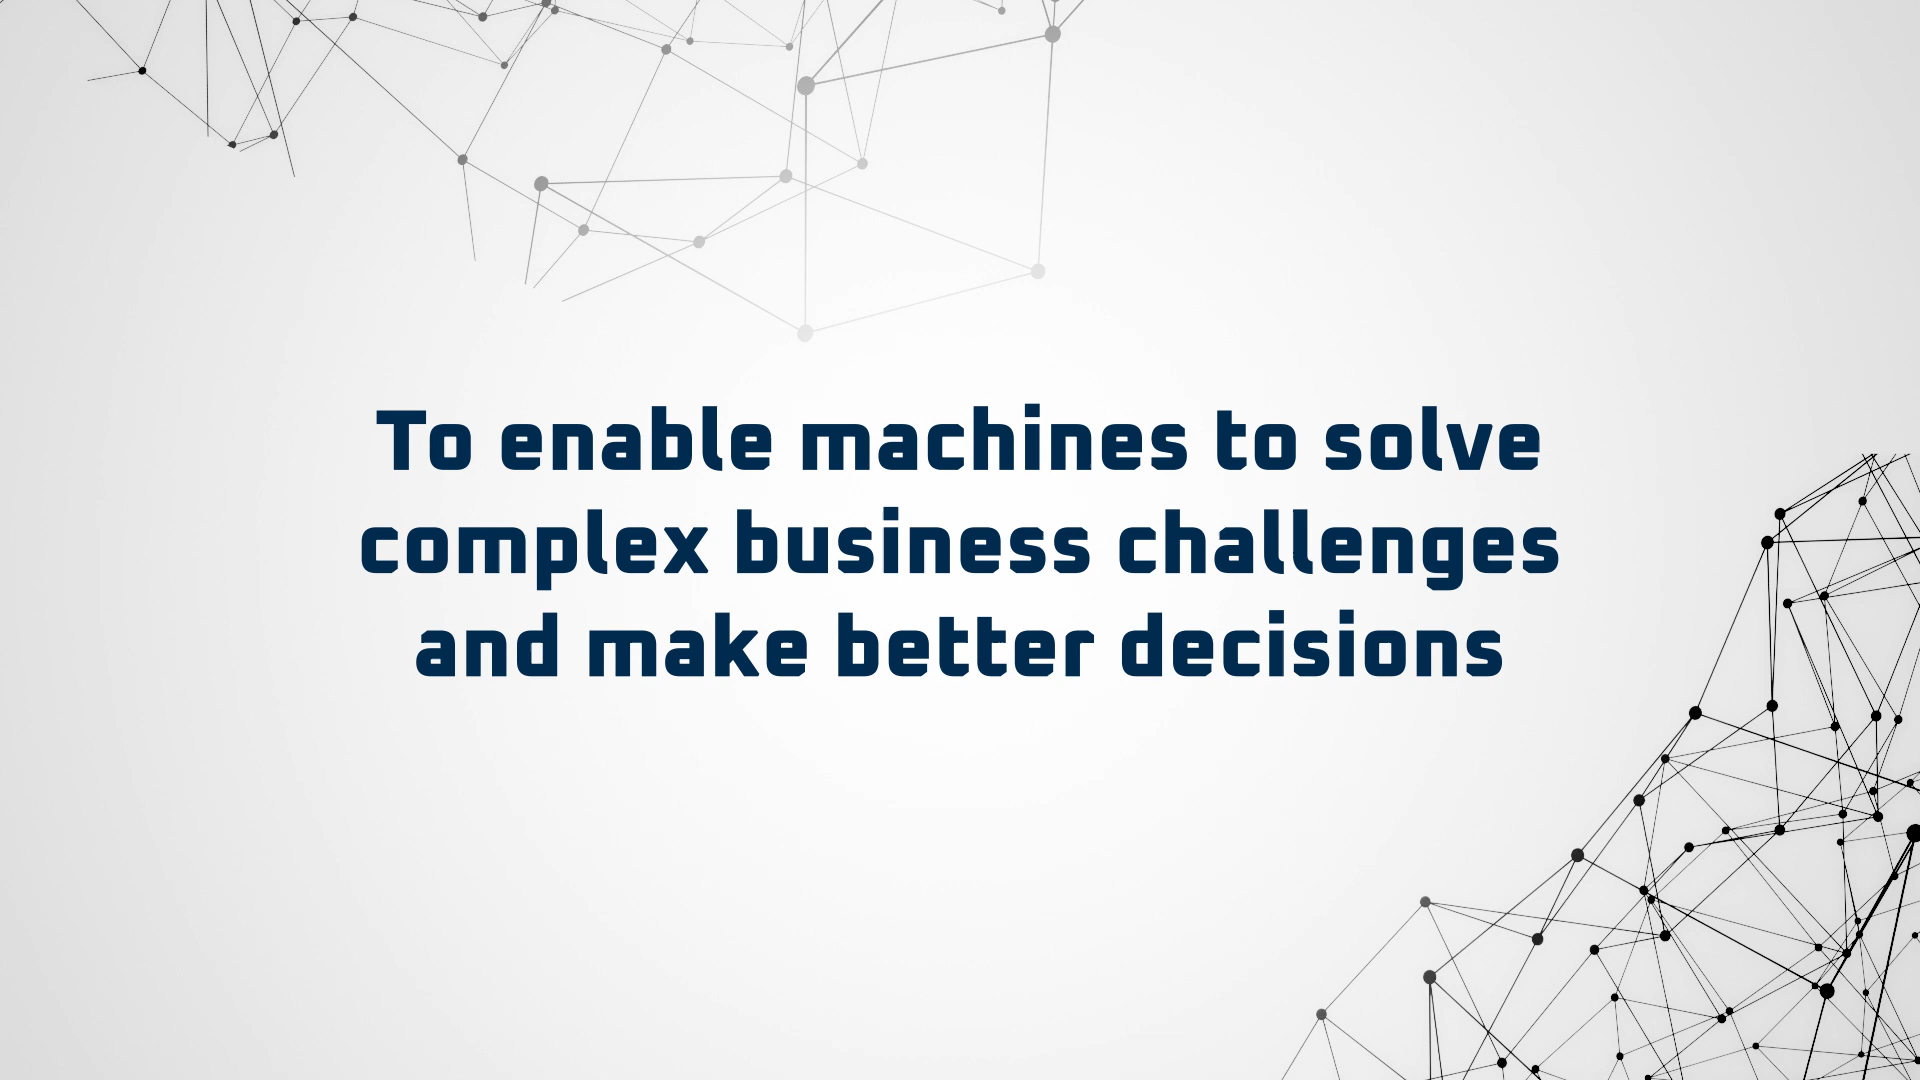 To enable machines to solve
complex business challenges
and make better decisions